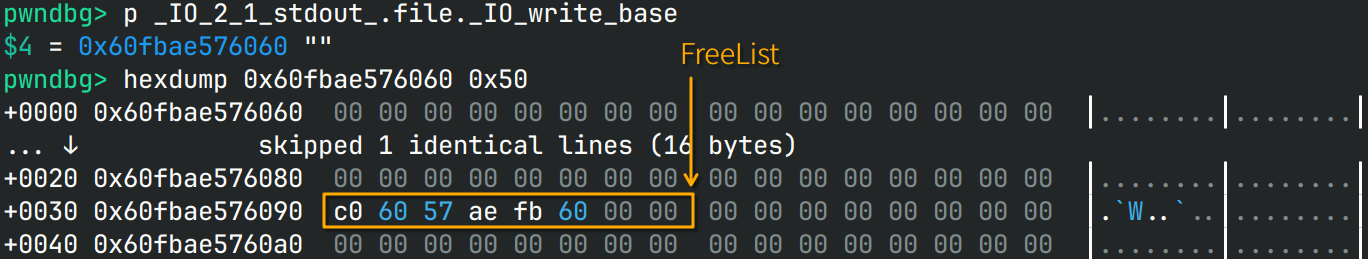 pwndbg> p _IO_2_1_stdout_.file._IO_write_base
$4 = 0x60fbae576060 ""
FreeList
pwndbg> hexdump 0x60fbae576060 0x50
+0000 0x60fbae576060  00 00 00 00 00 00 00 00  00 00 00 00 00 00 00 00  |........|........|
... ↓            skipped 1 identical lines (16 bytes)
+0020 0x60fbae576080  00 00 00 00 00 00 00 00  00 00 00 00 00 00 00 00  |........|........|
+0030 0x60fbae576090  c0 60 57 ae fb 60 00 00  00 00 00 00 00 00 00 00  |.`W..`..|........|
+0040 0x60fbae5760a0  00 00 00 00 00 00 00 00  00 00 00 00 00 00 00 00  |........|........|